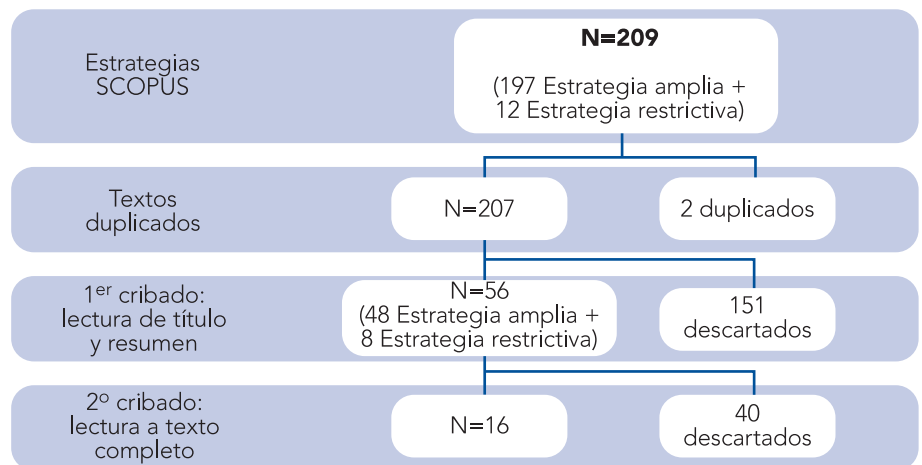 Estrategias
SCOPUS
N=209
(197 Estrategia amplia +
12 Estrategia restrictiva)
Textos
duplicados
N=207
2 duplicados
1er cribado:
lectura de título
y resumen
N=56
(48 Estrategia amplia +
8 Estrategia restrictiva)
151
descartados
2º cribado:
lectura a texto
completo
N=16
40
descartados